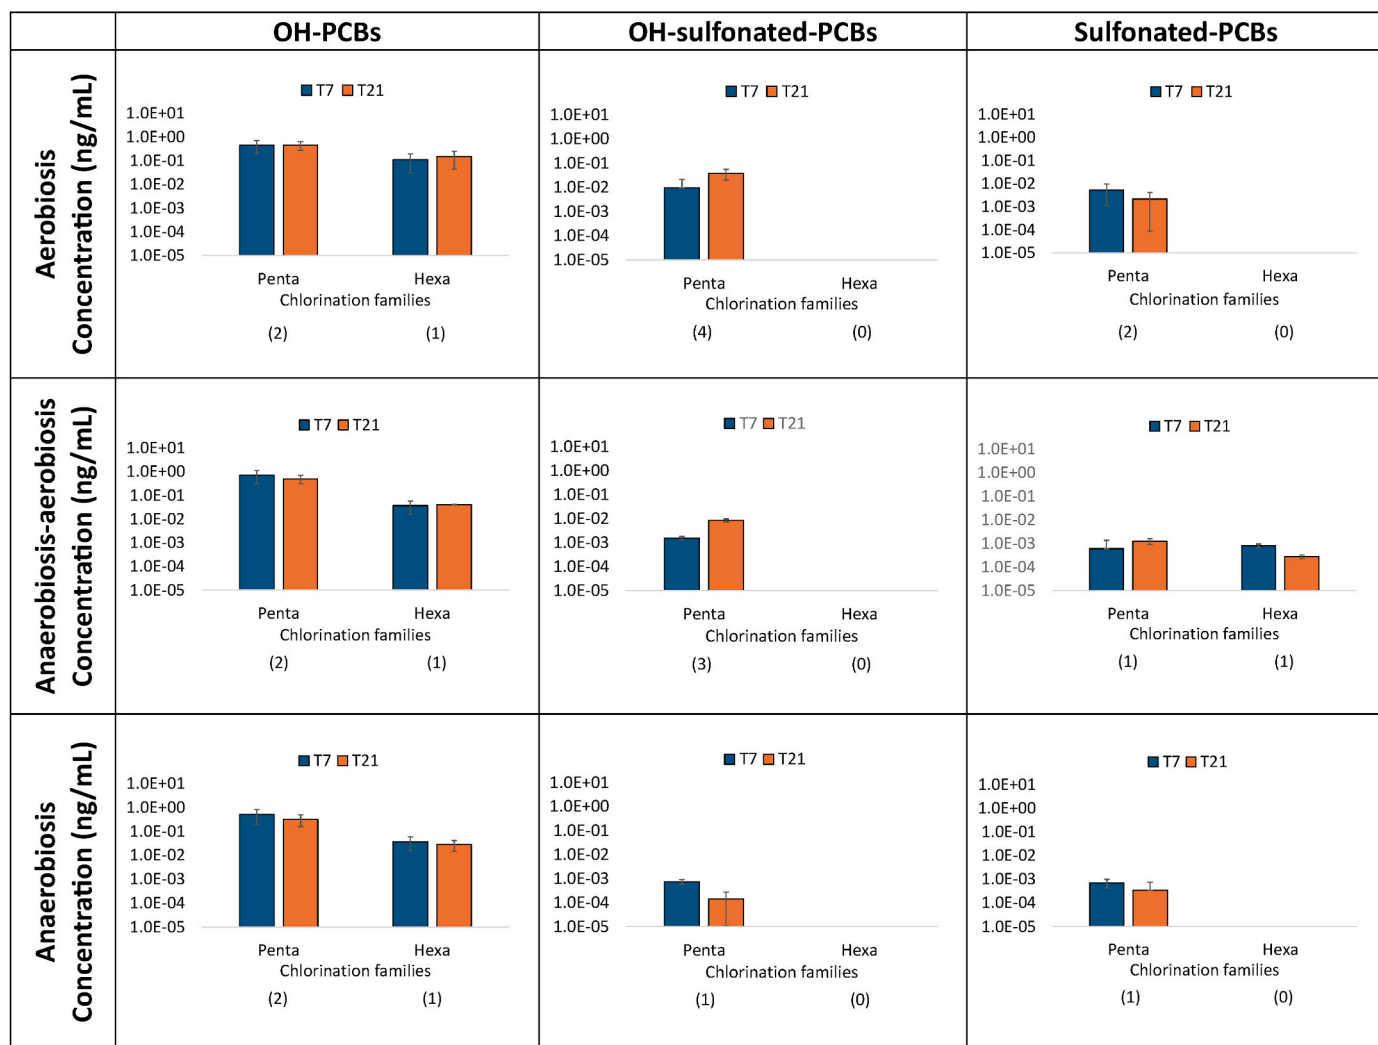 OH-PCBs
OH-sulfonated-PCBs
Sulfonated-PCBs
Aerobiosis
Concentration (ng/mL)
T7 T21
1.0E+01
1.0E+00
1.0E-01
1.0E-02
1.0E-03
1.0E-04
1.0E-05
Penta Hexa
Chlorination families
(2) (1)
T7 T21
1.0E+01
1.0E+00
1.0E-01
1.0E-02
1.0E-03
1.0E-04
1.0E-05
Penta Hexa
Chlorination families
(4) (0)
T7 T21
1.0E+01
1.0E+00
1.0E-01
1.0E-02
1.0E-03
1.0E-04
1.0E-05
Penta Hexa
Chlorination families
(2) (0)
Anaerobiosis-aerobiosis
Concentration (ng/mL)
T7 T21
1.0E+01
1.0E+00
1.0E-01
1.0E-02
1.0E-03
1.0E-04
1.0E-05
Penta Hexa
Chlorination families
(2) (1)
T7 T21
1.0E+01
1.0E+00
1.0E-01
1.0E-02
1.0E-03
1.0E-04
1.0E-05
Penta Hexa
Chlorination families
(3) (0)
T7 T21
1.0E+01
1.0E+00
1.0E-01
1.0E-02
1.0E-03
1.0E-04
1.0E-05
Penta Hexa
Chlorination families
(1) (1)
Anaerobiosis
Concentration (ng/mL)
T7 T21
1.0E+01
1.0E+00
1.0E-01
1.0E-02
1.0E-03
1.0E-04
1.0E-05
Penta Hexa
Chlorination families
(2) (1)
T7 T21
1.0E+01
1.0E+00
1.0E-01
1.0E-02
1.0E-03
1.0E-04
1.0E-05
Penta Hexa
Chlorination families
(1) (0)
T7 T21
1.0E+01
1.0E+00
1.0E-01
1.0E-02
1.0E-03
1.0E-04
1.0E-05
Penta Hexa
Chlorination families
(1) (0)